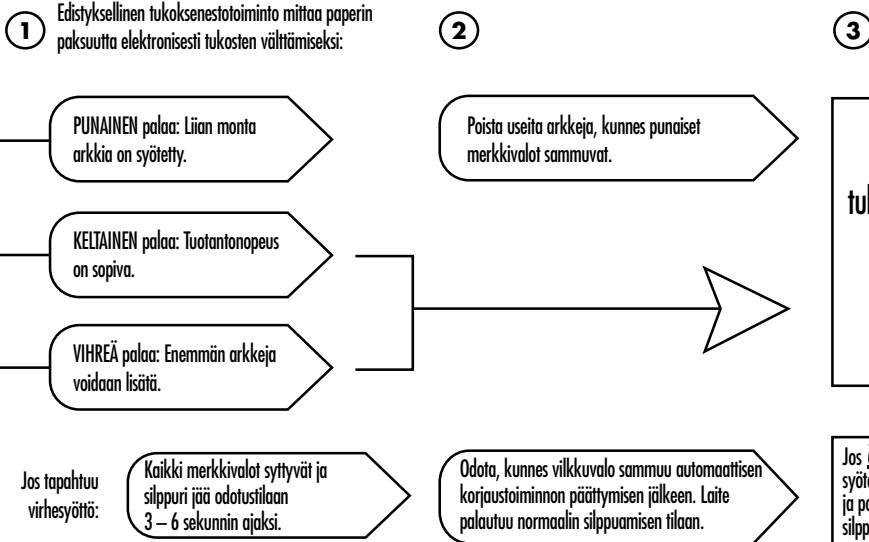 1
Edistyksellinen tukoksenestotoiminto mittaa paperin
paksuutta elektronisesti tukosten välttämiseksi:
2
3
PUNAINEN palaa: Liian monta
arkkia on syötetty.
Poista useita arkkeja, kunnes punaiset
merkkivalot sammuvat.
KELTAINEN palaa: Tuotantonopeus
on sopiva.
VIHREÄ palaa: Enemmän arkkeja
voidaan lisätä.
Jos tapahtuu
virhesyöttö:
Kaikki merkkivalot syttyvät ja
silppuri jää odotustilaan
3 – 6 sekunnin ajaksi.
Odota, kunnes vilkkuvalo sammuu automaattisen
korjaustoiminnon päättymisen jälkeen. Laite
palautuu normaalin silppuamisen tilaan.
Jos
ja